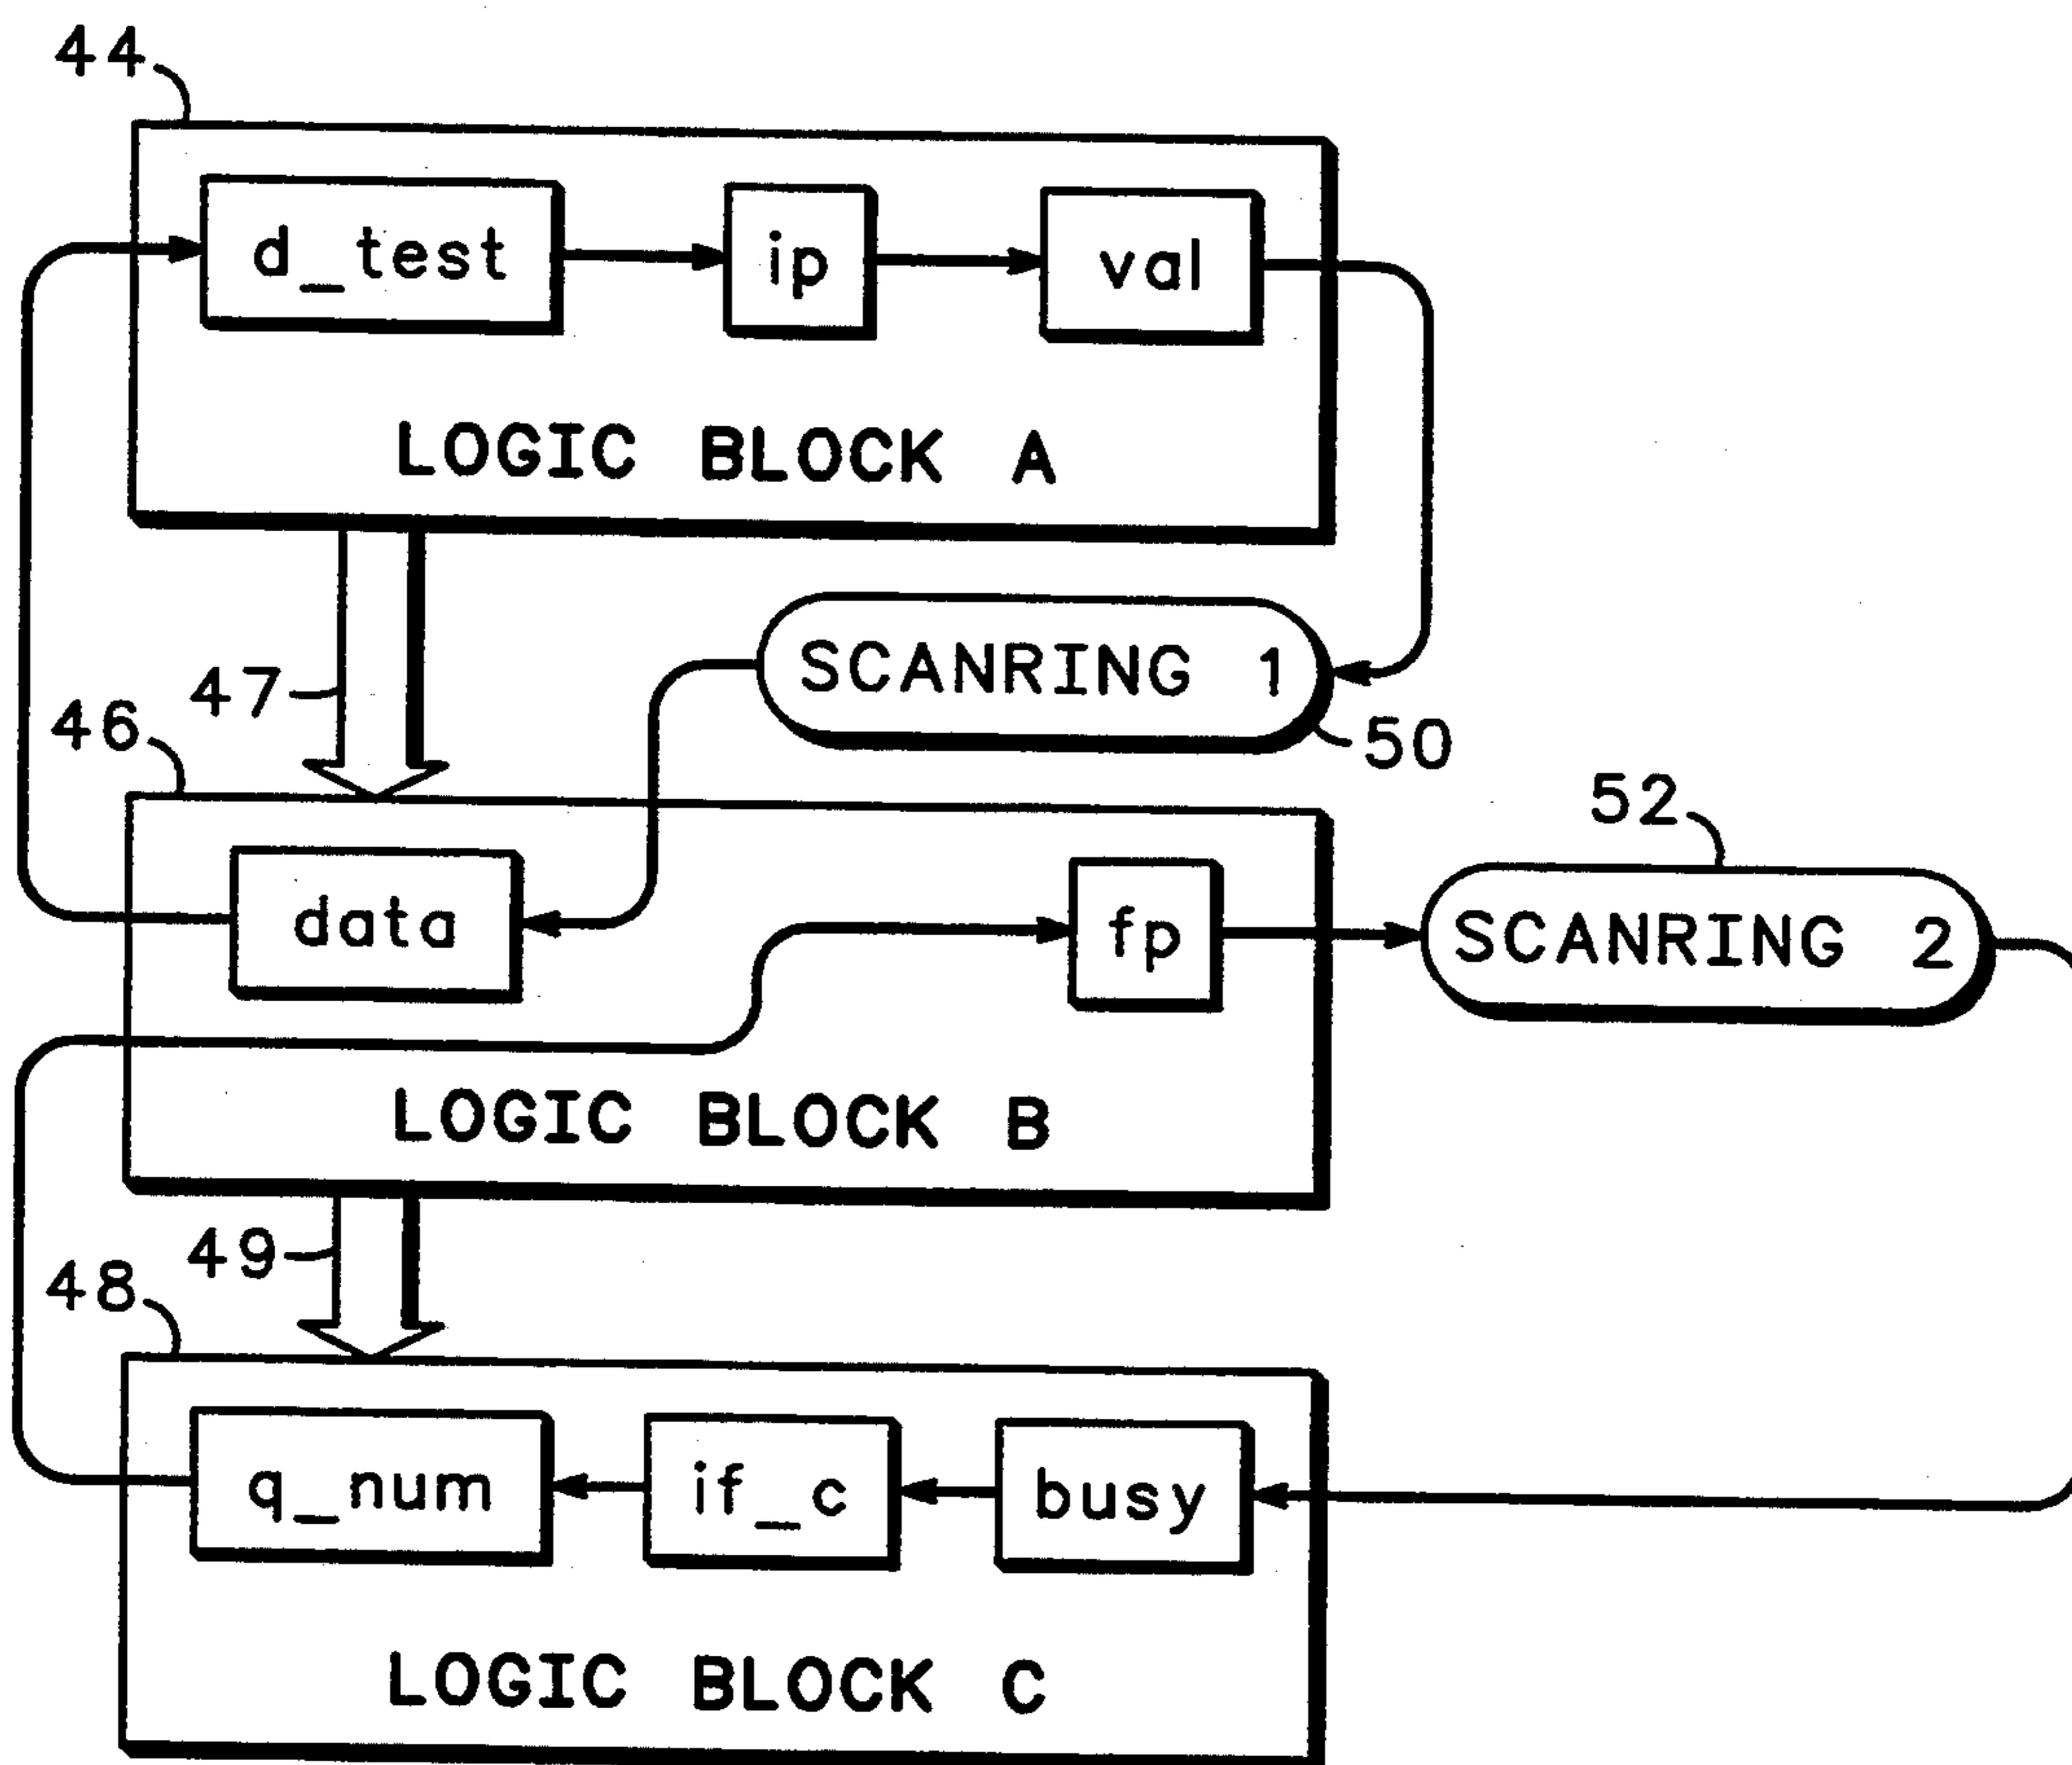 44
d_test
ip
val
LOGIC BLOCK A
47
SCANRING 1
50
46
52
data
fp
SCANRING 2
LOGIC BLOCK B
49
48
q_num
if_c
busy
LOGIC BLOCK C